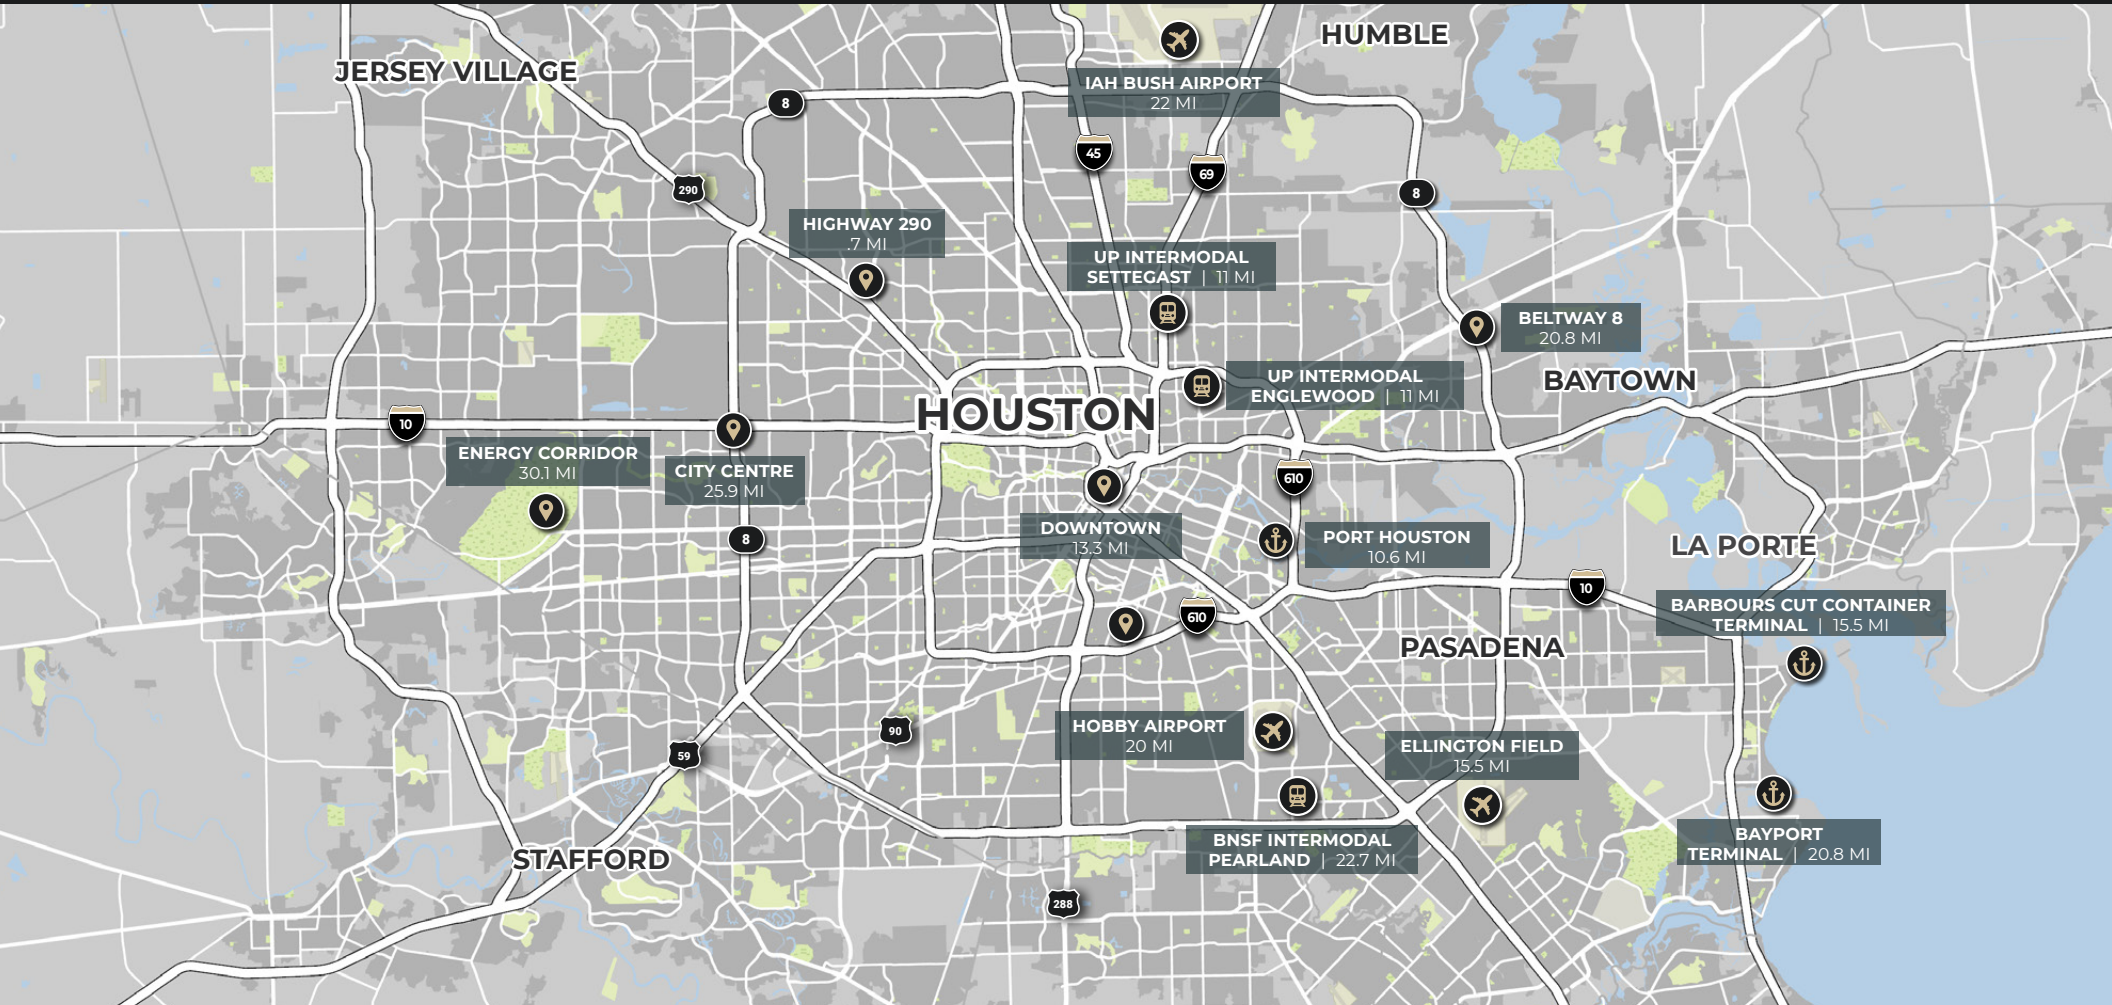 HUMBLE
JERSEY VILLAGE
IAH BUSH AIRPORT
22 MI
8
45
69
290
8
HIGHWAY 290
.7 MI
UP INTERMODAL
SETTEGAST | 11 MI
BELTWAY 8
20.8 MI
UP INTERMODAL
ENGLEWOOD | 11 MI
BAYTOWN
HOUSTON
10
ENERGY CORRIDOR
30.1 MI
CITY CENTRE
25.9 MI
610
8
DOWNTOWN
13.3 MI
PORT HOUSTON
10.6 MI
LA PORTE
10
BARBOURS CUT CONTAINER
TERMINAL | 15.5 MI
610
PASADENA
90
HOBBY AIRPORT
20 MI
59
ELLINGTON FIELD
15.5 MI
BNSF INTERMODAL
PEARLAND | 22.7 MI
BAYPORT
TERMINAL | 20.8 MI
STAFFORD
288